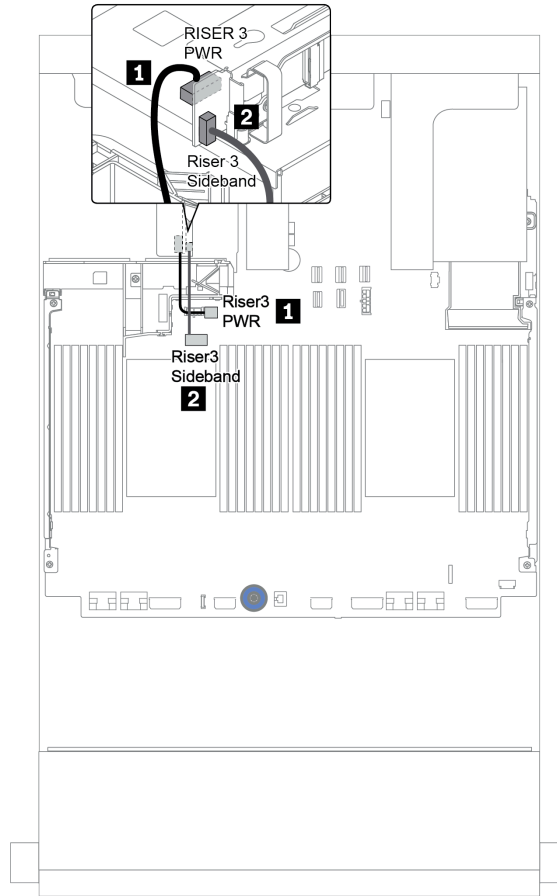 RISER 3
PWR
1
2
Riser 3
Sideband
Riser3
PWR
1
Riser3
Sideband
2